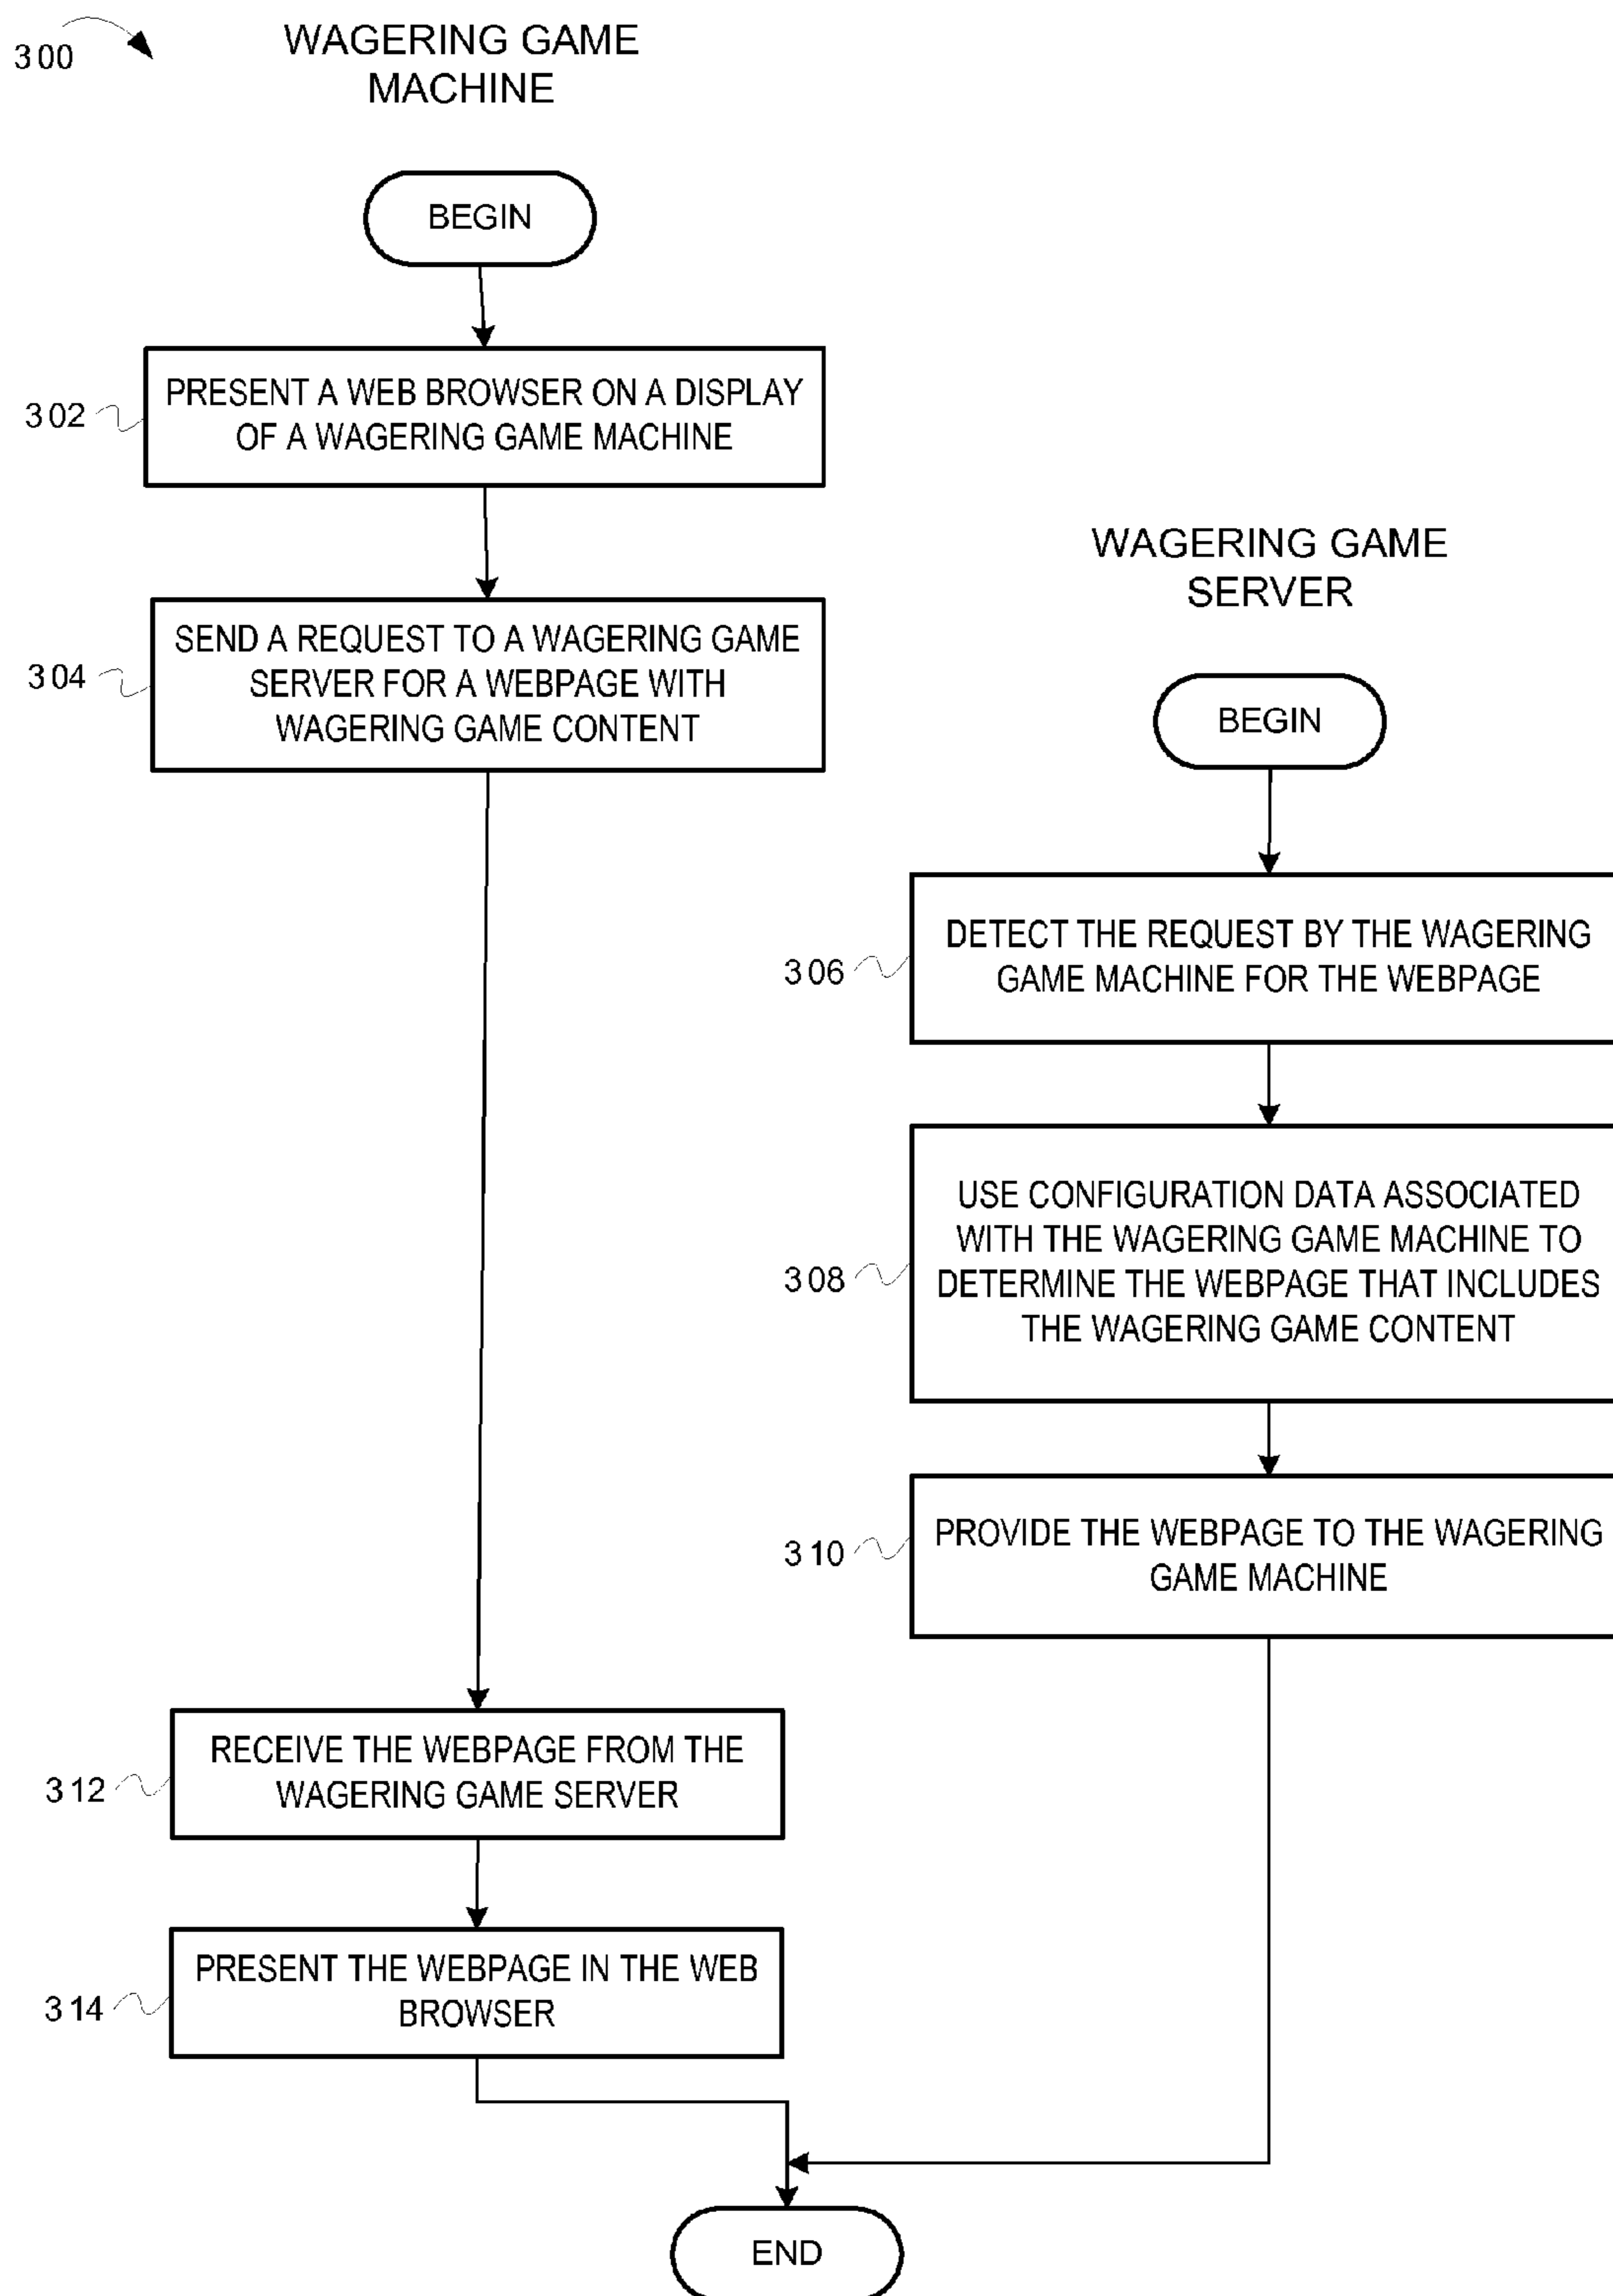 300
WAGERING GAME
MACHINE
BEGIN
302
PRESENT A WEB BROWSER ON A DISPLAY
OF A WAGERING GAME MACHINE
304
SEND A REQUEST TO A WAGERING GAME
SERVER FOR A WEBPAGE WITH
WAGERING GAME CONTENT
WAGERING GAME
SERVER
BEGIN
306
DETECT THE REQUEST BY THE WAGERING
GAME MACHINE FOR THE WEBPAGE
308
USE CONFIGURATION DATA ASSOCIATED
WITH THE WAGERING GAME MACHINE TO
DETERMINE THE WEBPAGE THAT INCLUDES
THE WAGERING GAME CONTENT
310
PROVIDE THE WEBPAGE TO THE WAGERING
GAME MACHINE
312
RECEIVE THE WEBPAGE FROM THE
WAGERING GAME SERVER
314
PRESENT THE WEBPAGE IN THE WEB
BROWSER
END